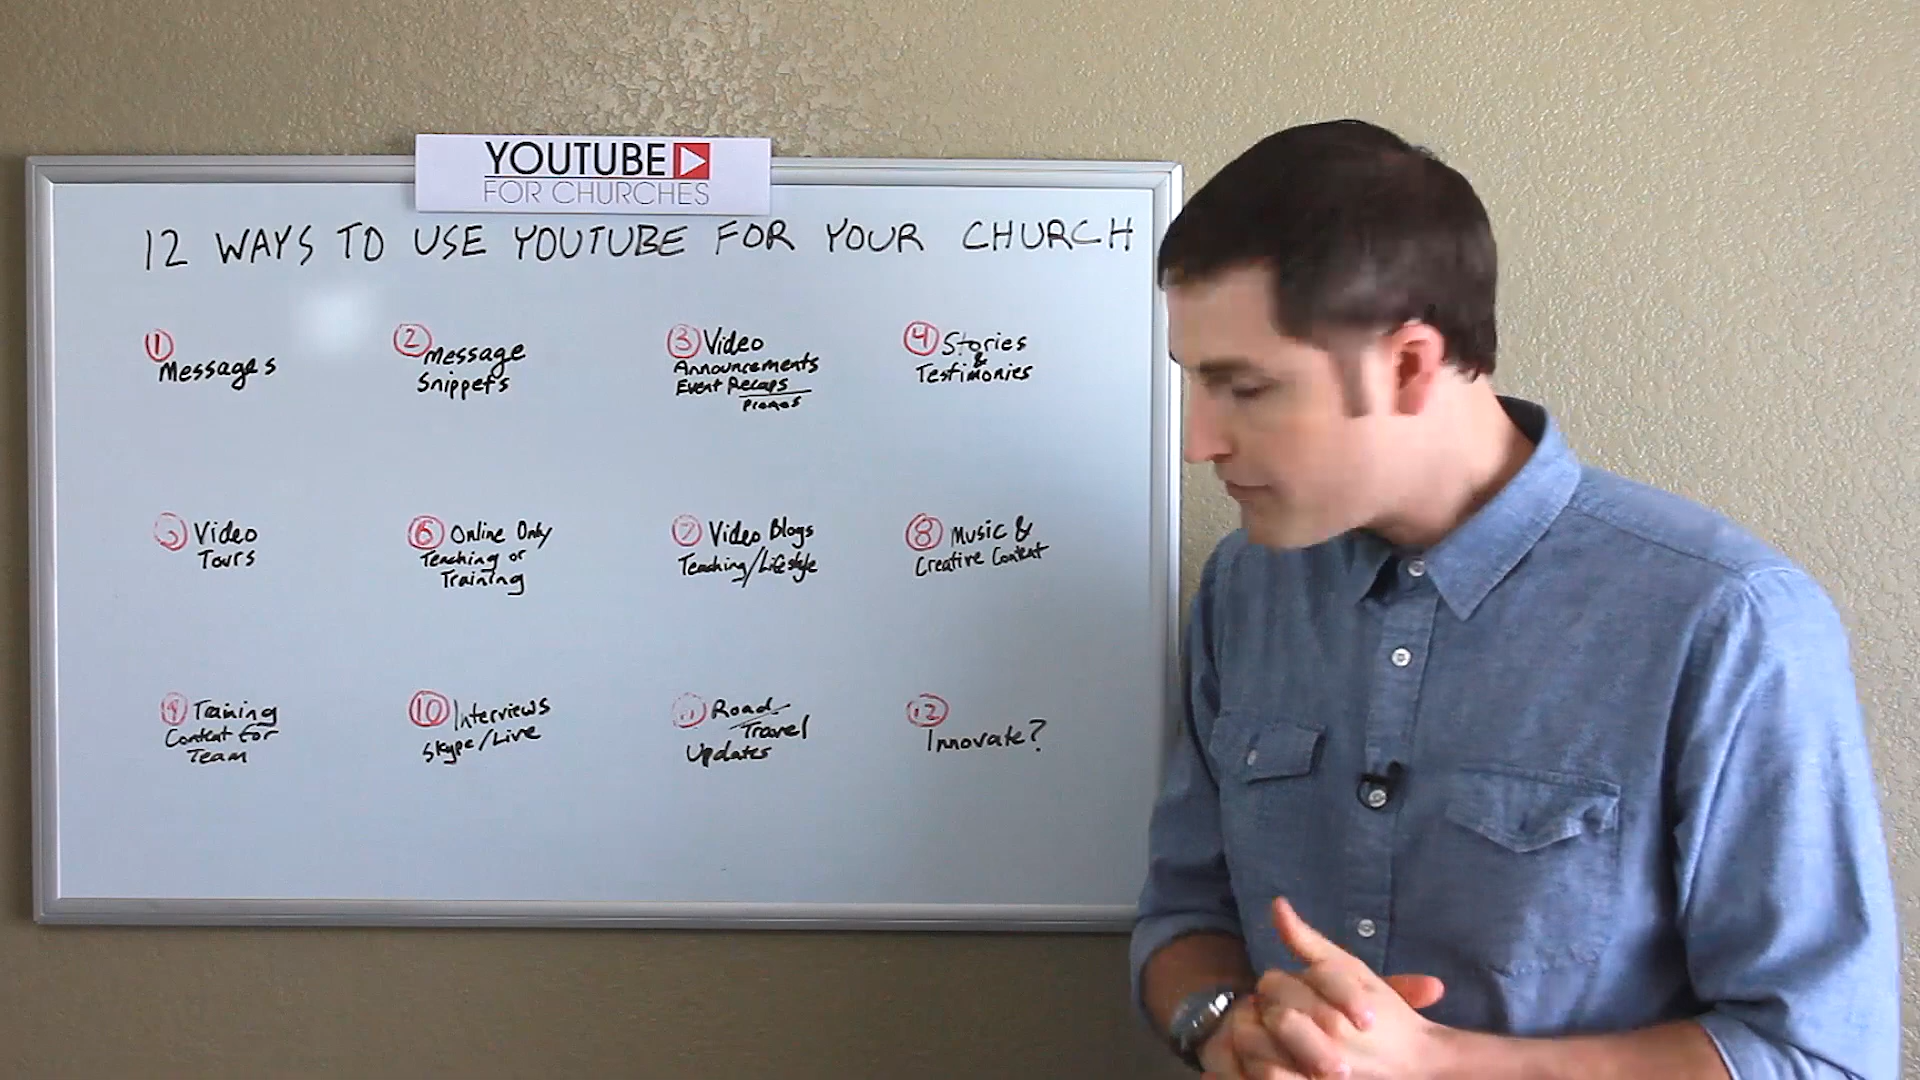 YOUTUBE
FOR CHURCHES
12 WAYS TO USE YOUTUBE FOR YOUR CHURCH
1
Messages
2 Message
Snippets
3 Video
Announcements
Event Recaps
Promos
4 Stories
&
Testimonies
5 Video
Tours
6 Online Only
Teaching or
Training
7 Video Blogs
Teaching/Lifestyle
8 Music &
Creative Content
9 Training
Content for
Team
10 Interviews
Skype/Live
11 Road
Travel
Updates
12
Innovate?